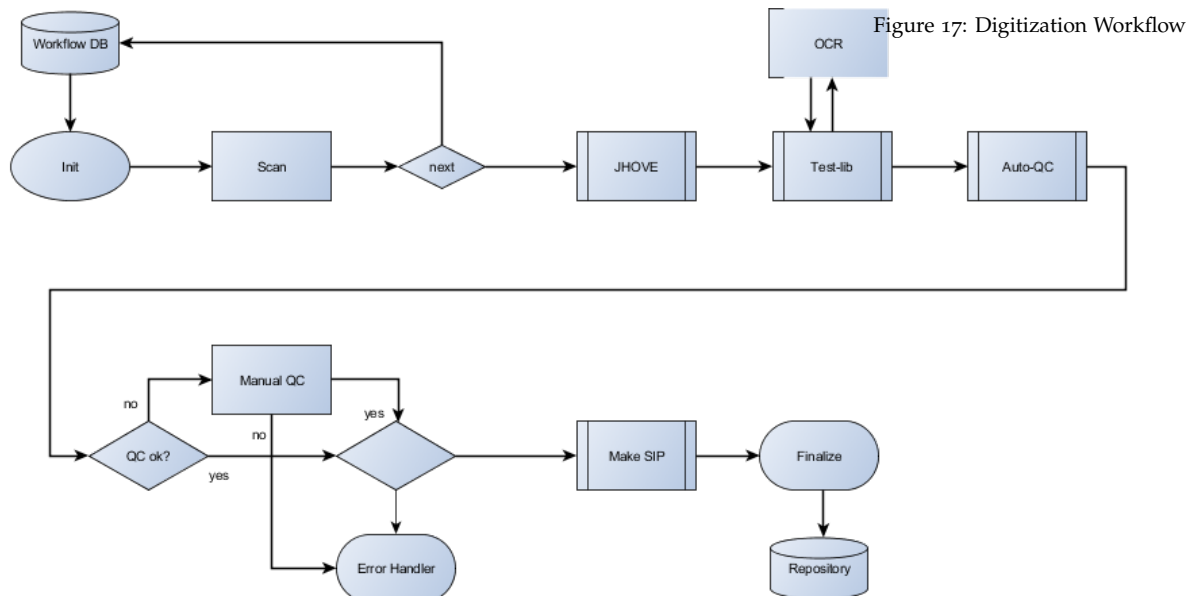 Figure 17: Digitization Workflow
Workflow DB
OCR
Init
Scan
next
JHOVE
Test-lib
Auto-QC
Manual QC
no
yes
no
QC ok?
yes
Make SIP
Finalize
Error Handler
Repository